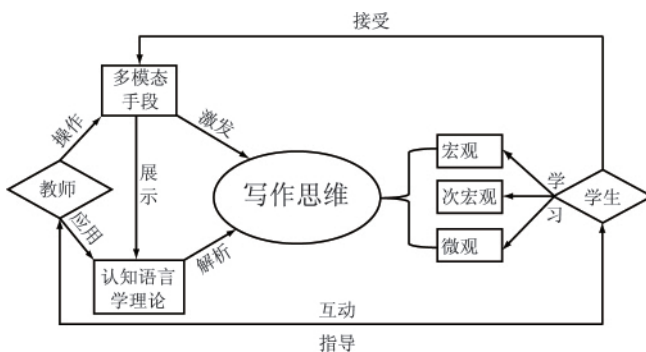 接受
多模态
手段
操作
激发
展示
教师
写作思维
宏观
次宏观
微观
学习
学生
应用
认知语言
学理论
解析
互动
指导